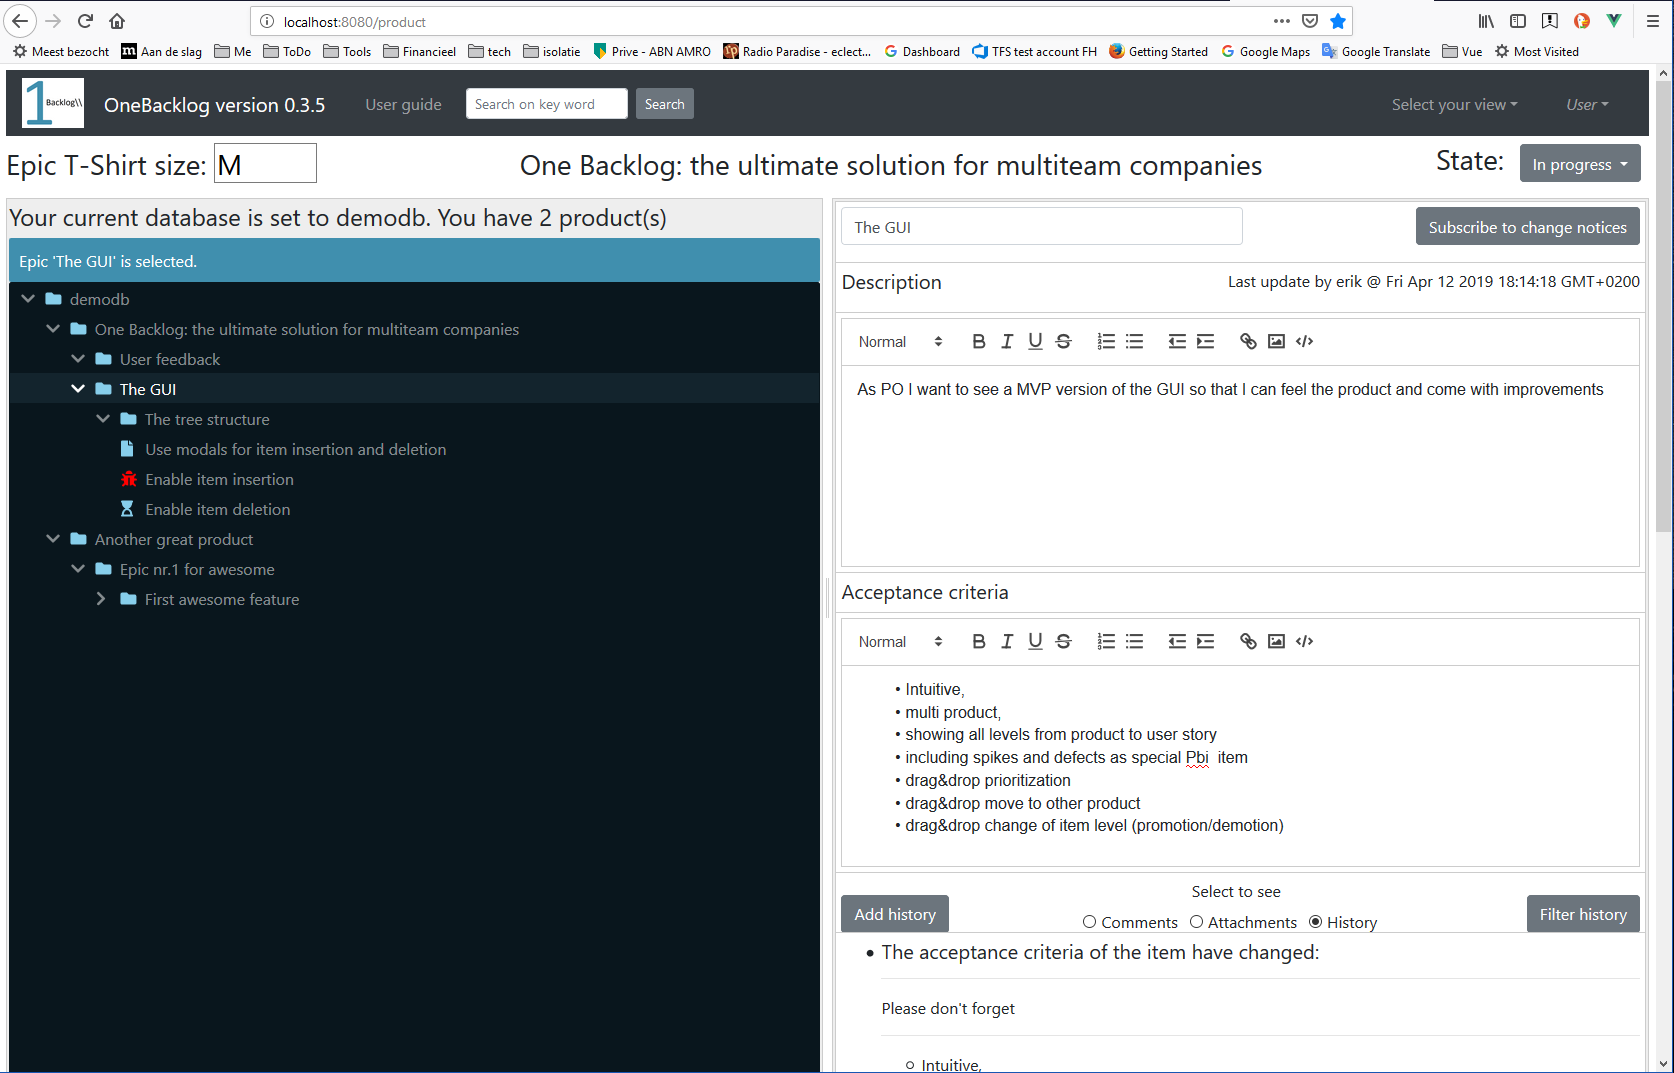 localhost:8080/product
Meest bezocht Aan de slag Me ToDo Tools Financieel tech isolatie Prive - ABN AMRO Radio Paradise - eclect... Dashboard TFS test account FH Getting Started Google Maps Google Translate Vue Most Visited
1 Backlog\\ OneBacklog version 0.3.5 User guide Search on key word Search Select your view User
Epic T-Shirt size: M One Backlog: the ultimate solution for multiteam companies State: In progress
Your current database is set to demodb. You have 2 product(s)
Epic 'The GUI' is selected.
demodb
One Backlog: the ultimate solution for multiteam companies
User feedback
The GUI
The tree structure
Use modals for item insertion and deletion
Enable item insertion
Enable item deletion
Another great product
Epic nr.1 for awesome
First awesome feature
The GUI Subscribe to change notices
Description Last update by erik @ Fri Apr 12 2019 18:14:18 GMT+0200
Normal B I U S
As PO I want to see a MVP version of the GUI so that I can feel the product and come with improvements
Acceptance criteria
Normal B I U S
• Intuitive,
• multi product,
• showing all levels from product to user story
• including spikes and defects as special Pbi item
• drag&drop prioritization
• drag&drop move to other product
• drag&drop change of item level (promotion/demotion)
Select to see
Add history Comments Attachments History Filter history
• The acceptance criteria of the item have changed:
Please don't forget
Intuitive,